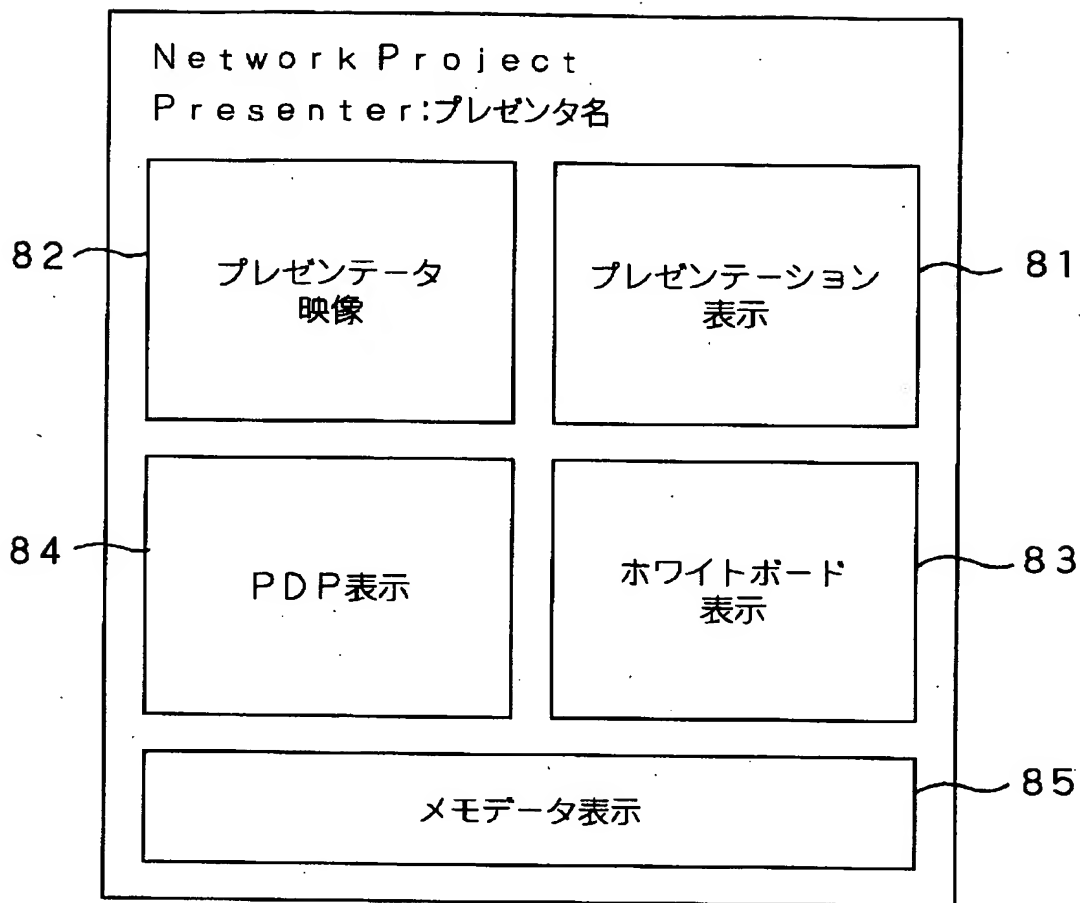 Network Project
Presenter:プレゼンタ名
82
プレゼンテータ
映像
プレゼンテーション
表示
81
84
PDP表示
ホワイトボード
表示
83
メモデータ表示
85